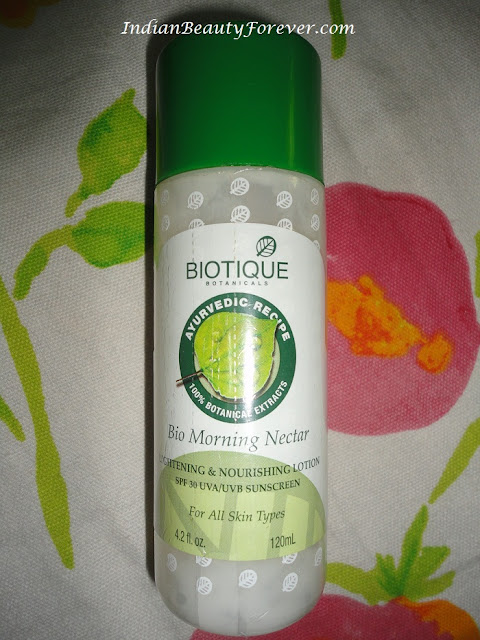 IndianBeautyForever.com
BIOTIQUE
BOTANICALS
AYURVEDIC RECIPE
100% BOTANICAL EXTRACTS
Bio Morning Nectar
LIGHTENING & NOURISHING LOTION
SPF 30 UVA/UVB SUNSCREEN
For All Skin Types
4.2 fl. oz. 120mL